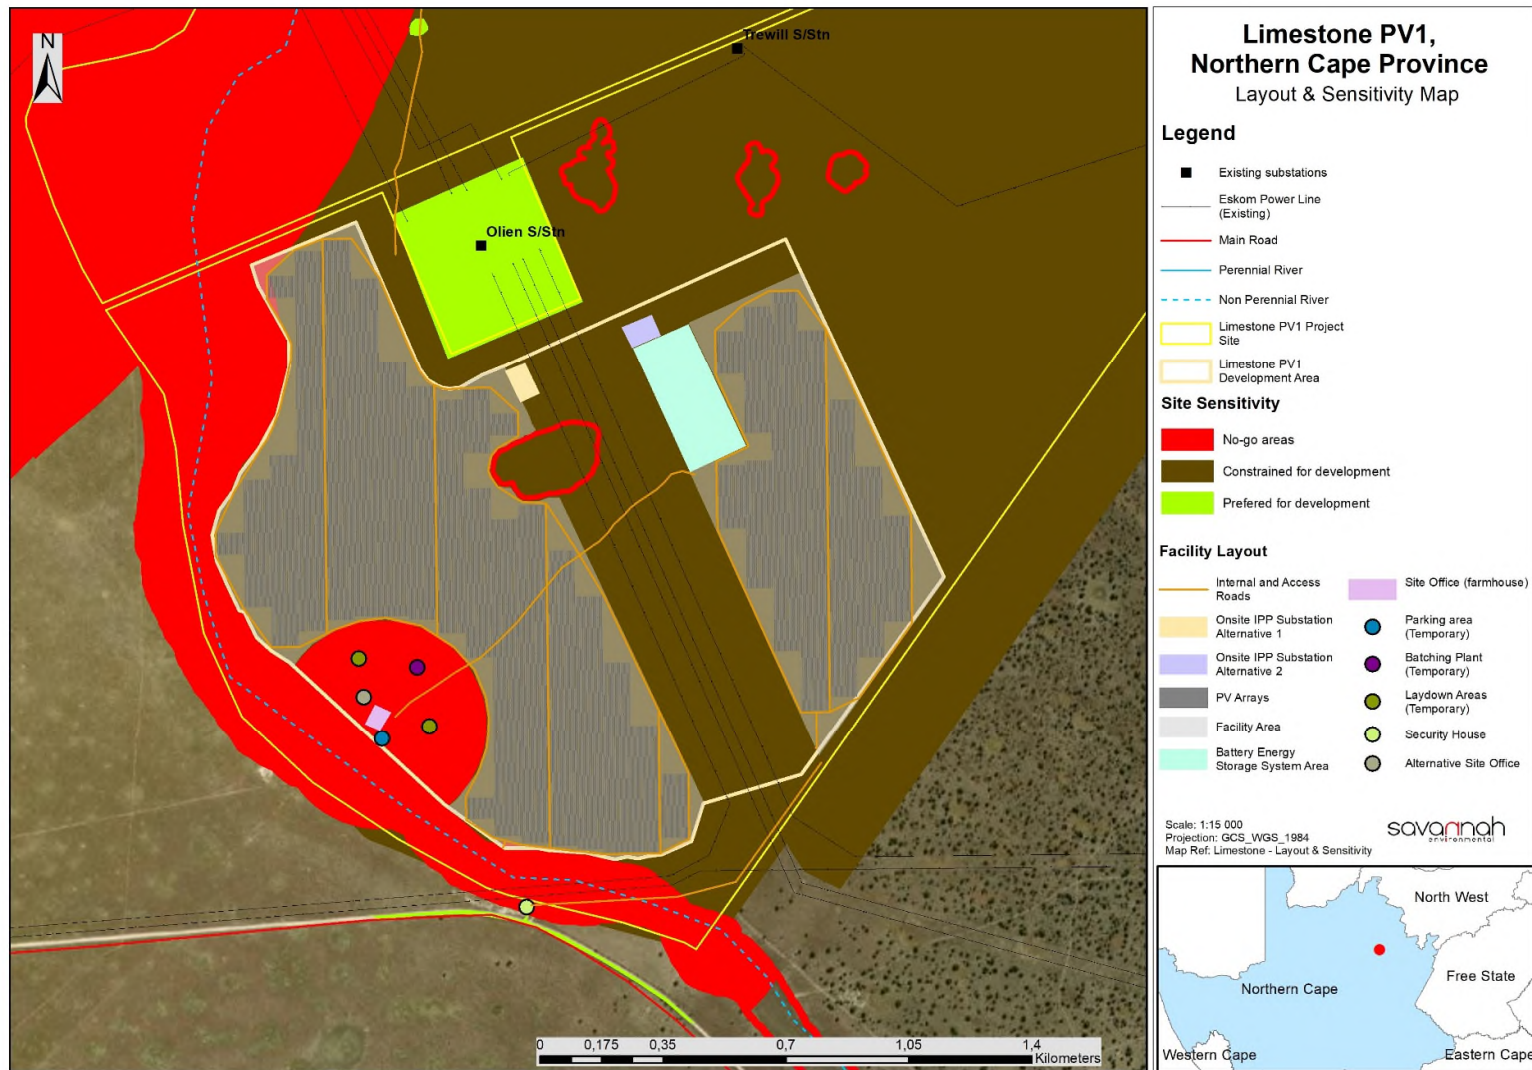 N
Trewill S/Stn
Olien S/Stn
0 0,175 0,35 0,7 1,05 1,4
Kilometers
Limestone PV1,
Northern Cape Province
Layout & Sensitivity Map
Legend
Existing substations
Eskom Power Line
(Existing)
Main Road
Perennial River
Non Perennial River
Limestone PV1 Project
Site
Limestone PV1
Development Area
Site Sensitivity
No-go areas
Constrained for development
Prefered for development
Facility Layout
Internal and Access
Roads
Onsite IPP Substation
Alternative 1
Onsite IPP Substation
Alternative 2
PV Arrays
Facility Area
Battery Energy
Storage System Area
Site Office (farmhouse)
Parking area
(Temporary)
Batching Plant
(Temporary)
Laydown Areas
(Temporary)
Security House
Alternative Site Office
Scale: 1:15 000
Projection: GCS_WGS_1984
Map Ref: Limestone - Layout & Sensitivity
savannah
environmental
North West
Free State
Northern Cape
Western Cape
Eastern Cape